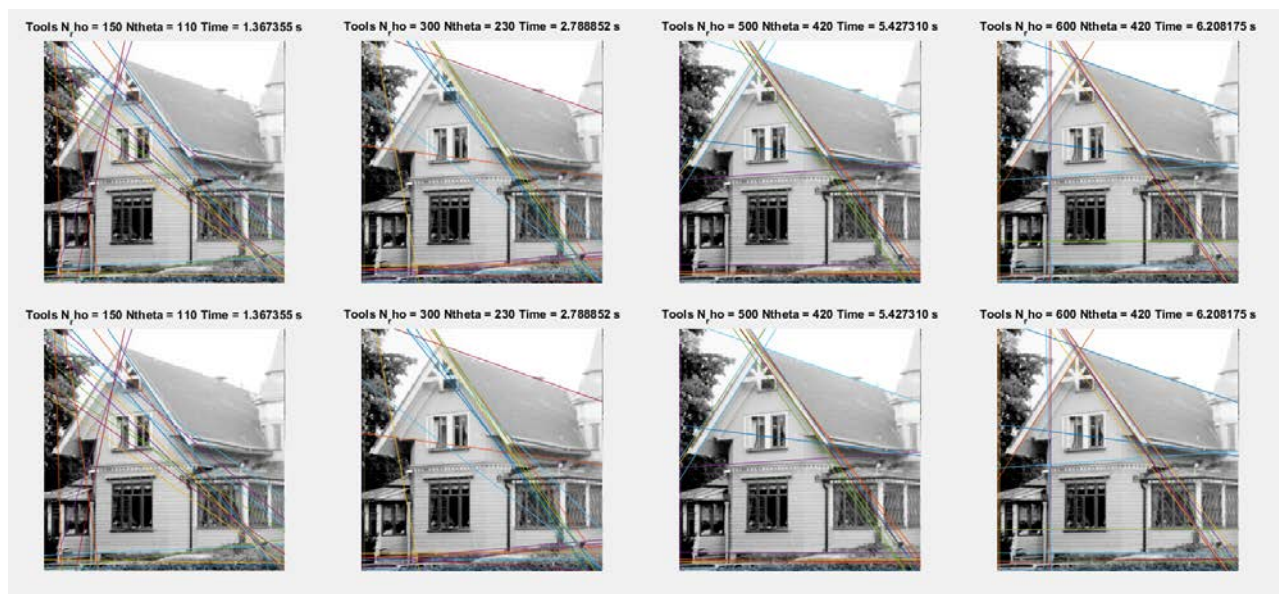 Tools N_rho = 150 Ntheta = 110 Time = 1.367355 s
Tools N_rho = 300 Ntheta = 230 Time = 2.788852 s
Tools N_rho = 500 Ntheta = 420 Time = 5.427310 s
Tools N_rho = 600 Ntheta = 420 Time = 6.208175 s
Tools N_rho = 150 Ntheta = 110 Time = 1.367355 s
Tools N_rho = 300 Ntheta = 230 Time = 2.788852 s
Tools N_rho = 500 Ntheta = 420 Time = 5.427310 s
Tools N_rho = 600 Ntheta = 420 Time = 6.208175 s